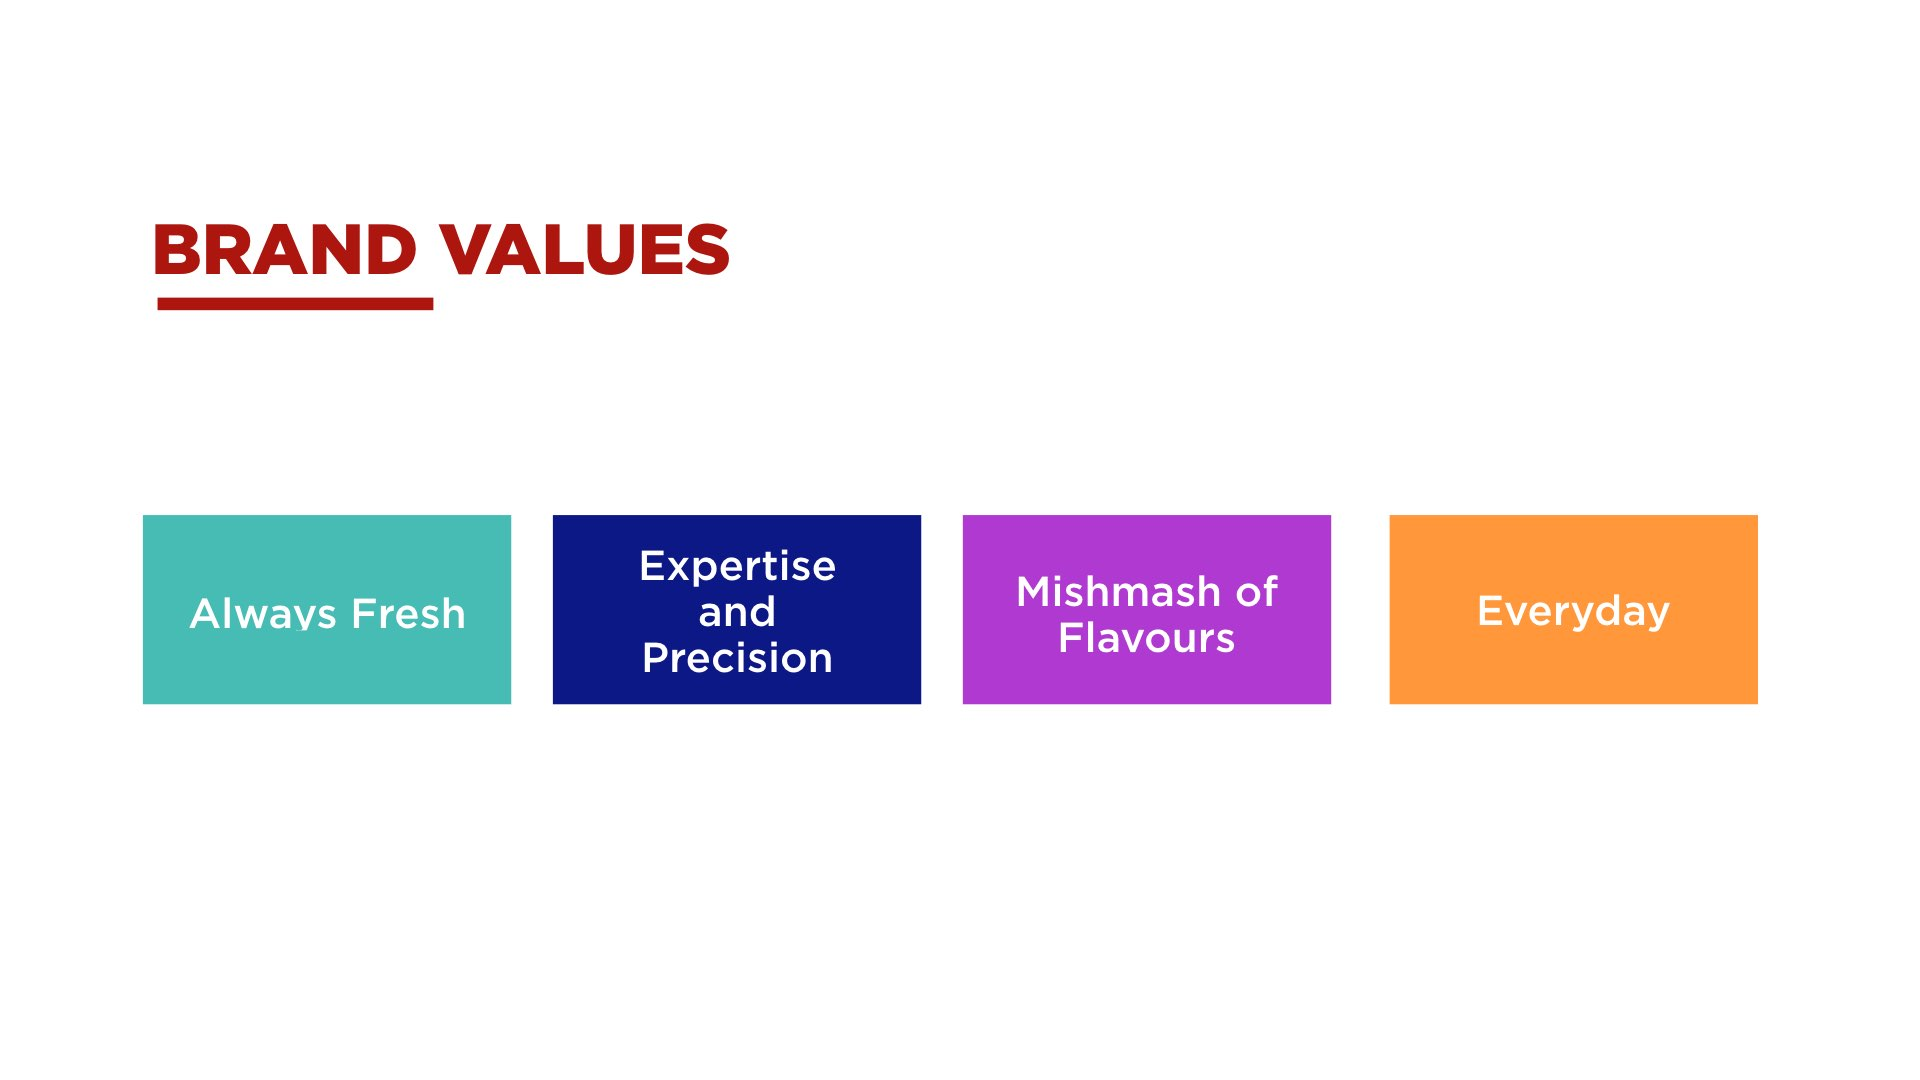 BRAND VALUES
Always Fresh
Expertise
and
Precision
Mishmash of
Flavours
Everyday